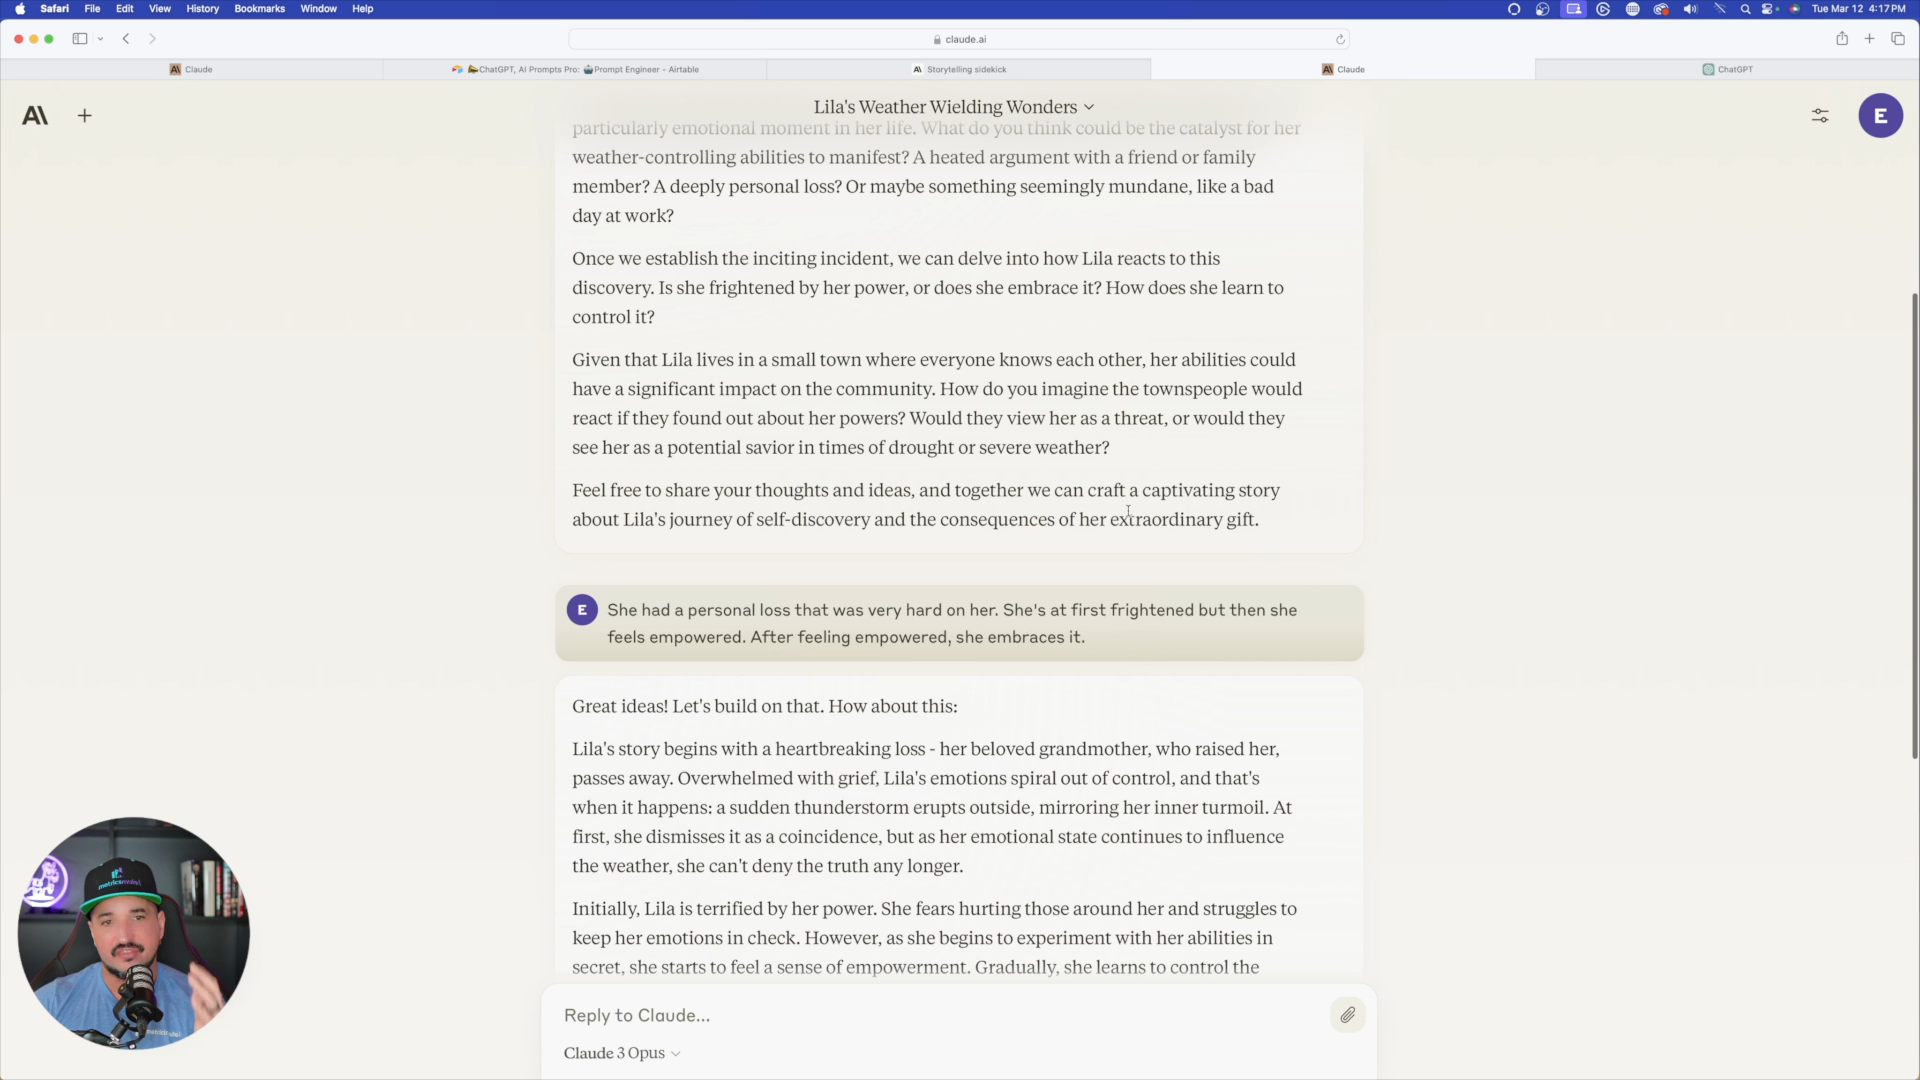 Safari File Edit View History Bookmarks Window Help Tue Mar 12 4:17 PM
claude.ai
Claude
ChatGPT, AI Prompts Pro: Prompt Engineer - Airtable
Storytelling sidekick
Claude
ChatGPT
Lila's Weather Wielding Wonders
E
particularly emotional moment in her life. What do you think could be the catalyst for her
weather-controlling abilities to manifest? A heated argument with a friend or family
member? A deeply personal loss? Or maybe something seemingly mundane, like a bad
day at work?
Once we establish the inciting incident, we can delve into how Lila reacts to this
discovery. Is she frightened by her power, or does she embrace it? How does she learn to
control it?
Given that Lila lives in a small town where everyone knows each other, her abilities could
have a significant impact on the community. How do you imagine the townspeople would
react if they found out about her powers? Would they view her as a threat, or would they
see her as a potential savior in times of drought or severe weather?
Feel free to share your thoughts and ideas, and together we can craft a captivating story
about Lila's journey of self-discovery and the consequences of her extraordinary gift.
E She had a personal loss that was very hard on her. She's at first frightened but then she
feels empowered. After feeling empowered, she embraces it.
Great ideas! Let's build on that. How about this:
Lila's story begins with a heartbreaking loss - her beloved grandmother, who raised her,
passes away. Overwhelmed with grief, Lila's emotions spiral out of control, and that's
when it happens: a sudden thunderstorm erupts outside, mirroring her inner turmoil. At
first, she dismisses it as a coincidence, but as her emotional state continues to influence
the weather, she can't deny the truth any longer.
Initially, Lila is terrified by her power. She fears hurting those around her and struggles to
keep her emotions in check. However, as she begins to experiment with her abilities in
secret, she starts to feel a sense of empowerment. Gradually, she learns to control the
Reply to Claude...
Claude 3 Opus